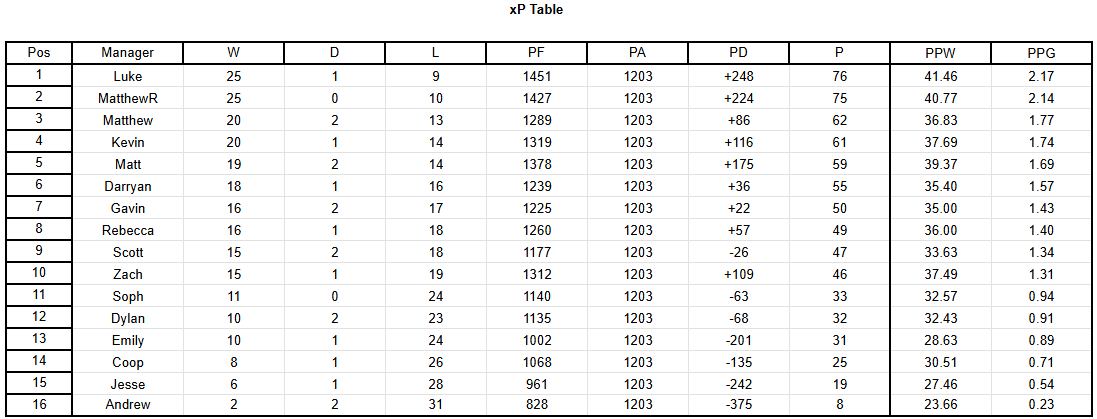 xP Table
Pos Manager W D L PF PA PD P PPW PPG
1 Luke 25 1 9 1451 1203 +248 76 41.46 2.17
2 MatthewR 25 0 10 1427 1203 +224 75 40.77 2.14
3 Matthew 20 2 13 1289 1203 +86 62 36.83 1.77
4 Kevin 20 1 14 1319 1203 +116 61 37.69 1.74
5 Matt 19 2 14 1378 1203 +175 59 39.37 1.69
6 Darryan 18 1 16 1239 1203 +36 55 35.40 1.57
7 Gavin 16 2 17 1225 1203 +22 50 35.00 1.43
8 Rebecca 16 1 18 1260 1203 +57 49 36.00 1.40
9 Scott 15 2 18 1177 1203 -26 47 33.63 1.34
10 Zach 15 1 19 1312 1203 +109 46 37.49 1.31
11 Soph 11 0 24 1140 1203 -63 33 32.57 0.94
12 Dylan 10 2 23 1135 1203 -68 32 32.43 0.91
13 Emily 10 1 24 1002 1203 -201 31 28.63 0.89
14 Coop 8 1 26 1068 1203 -135 25 30.51 0.71
15 Jesse 6 1 28 961 1203 -242 19 27.46 0.54
16 Andrew 2 2 31 828 1203 -375 8 23.66 0.23